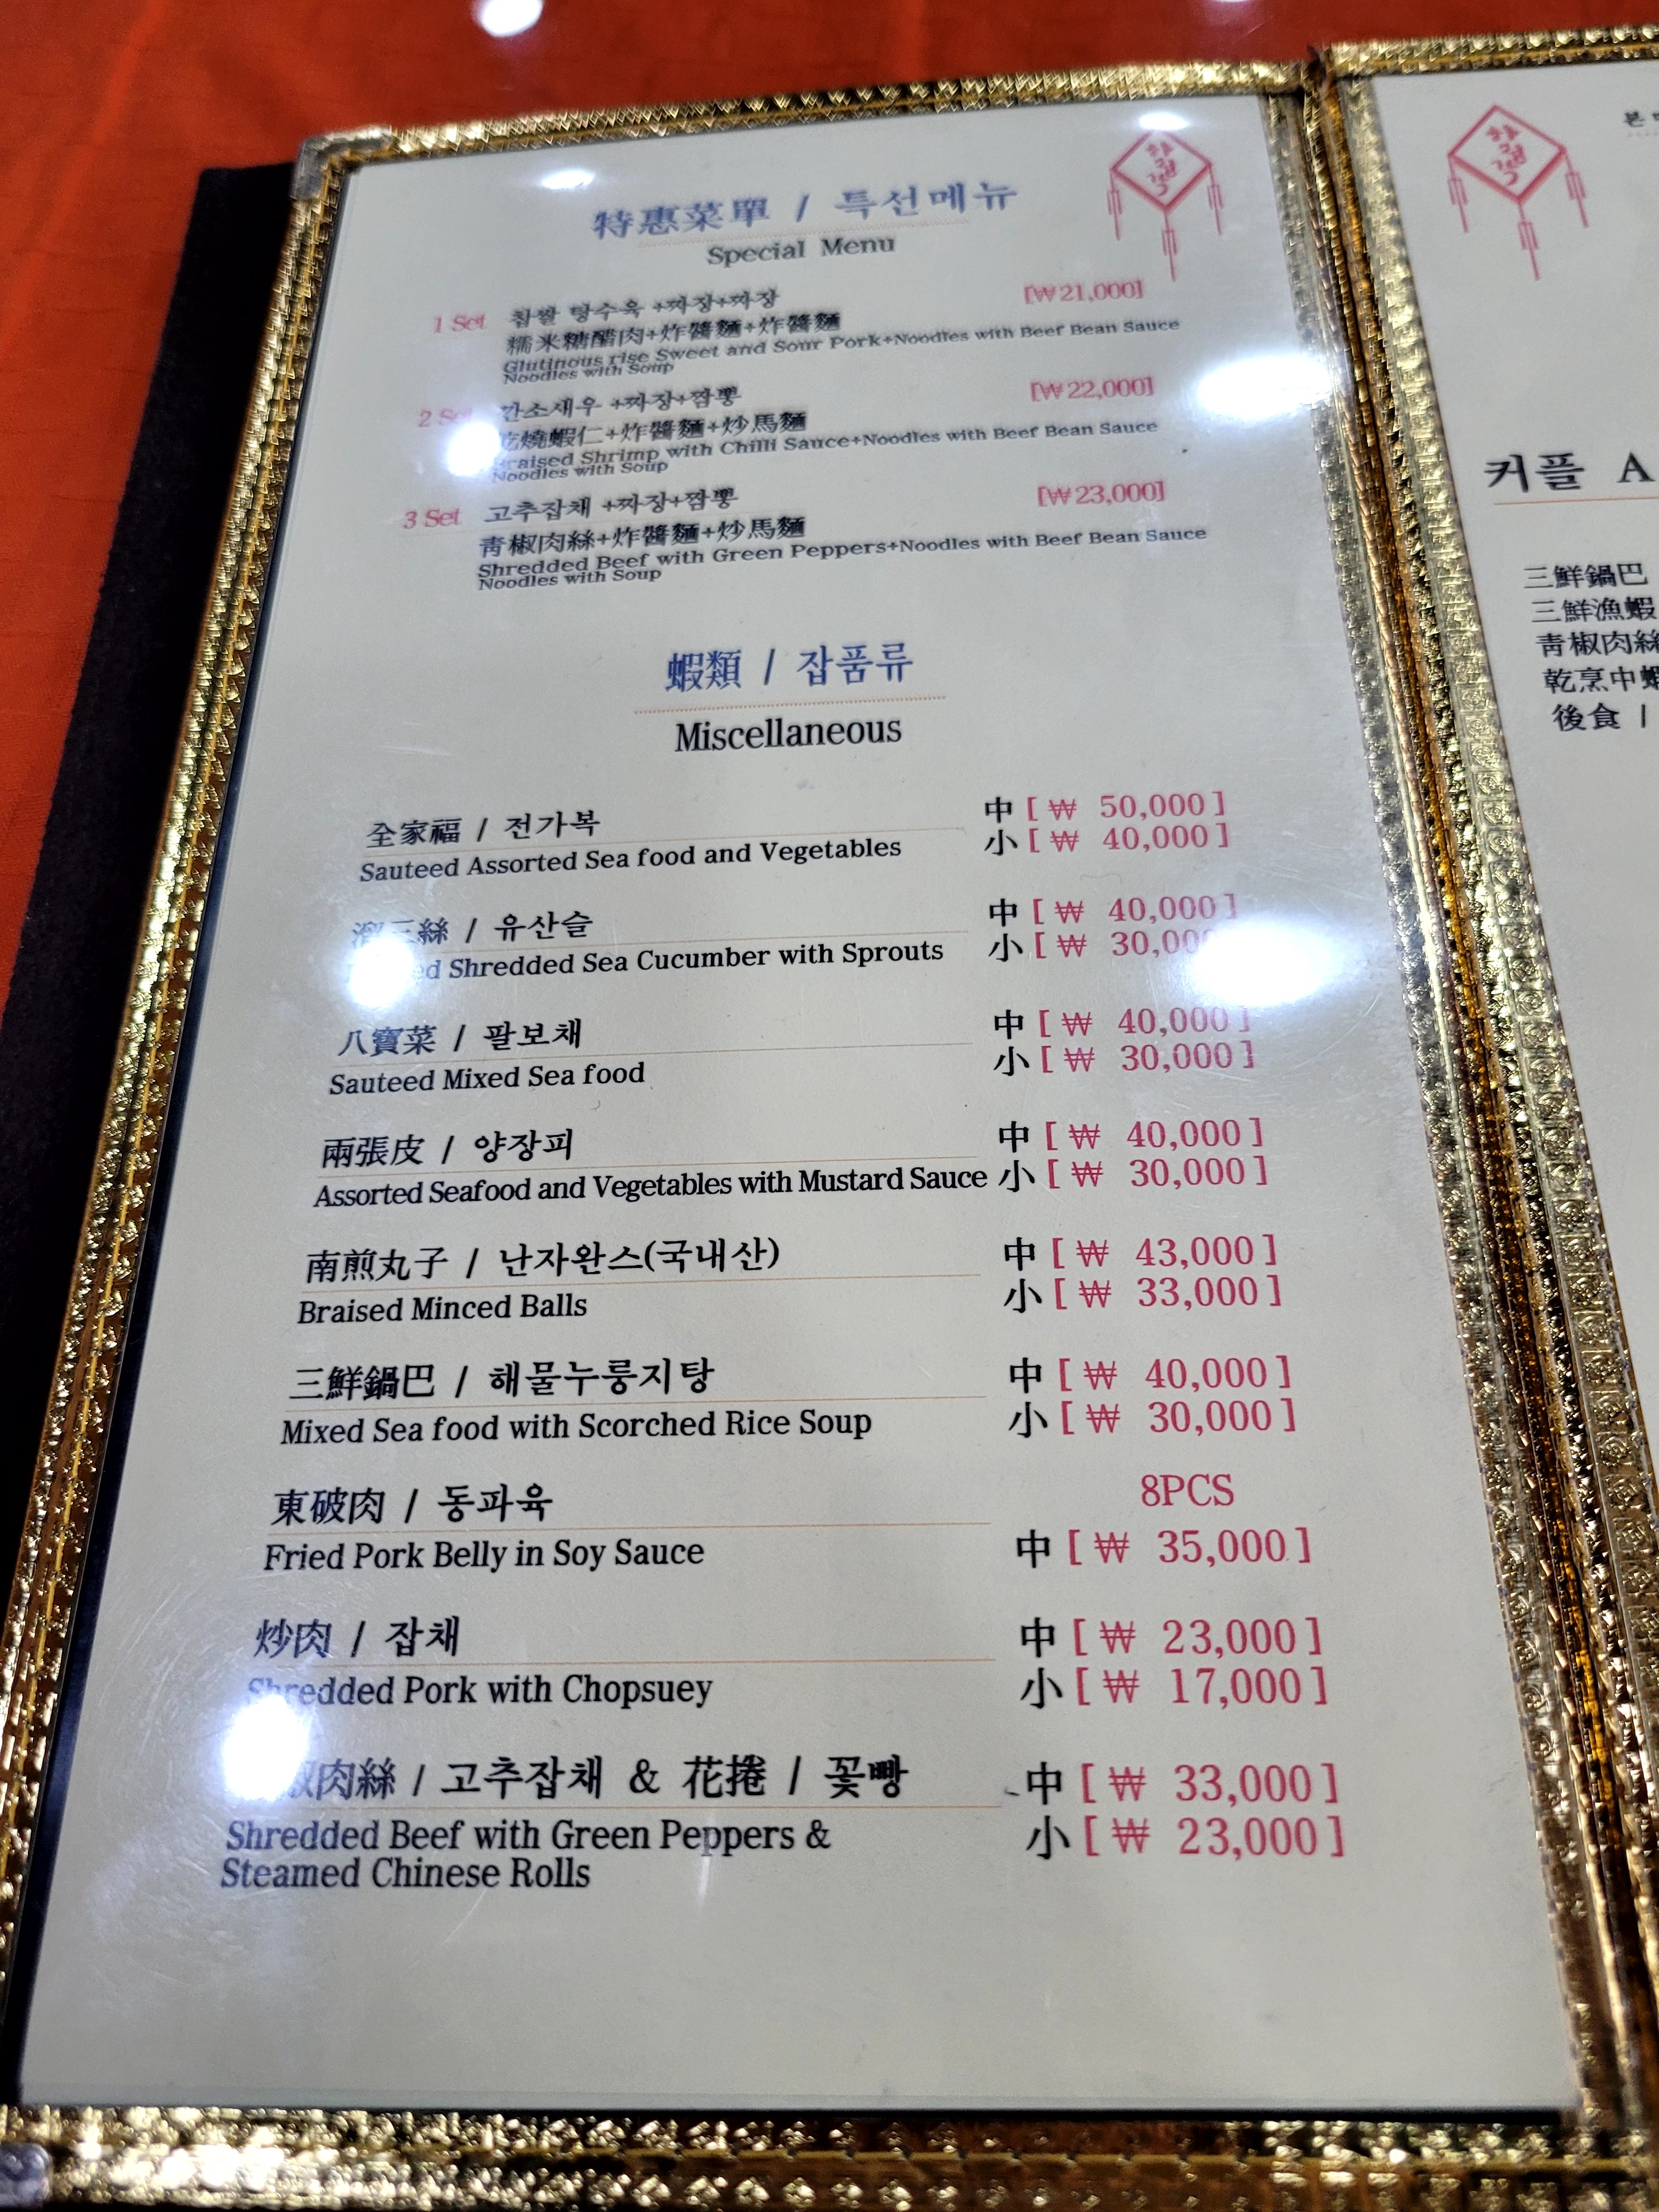 特惠菜單 / 특선메뉴
Special Menu
1 Set 찹쌀 탕수육 +짜장+짜장 [₩21,000]
糯米糖醋肉+炸醬麵+炸醬麵
Glutinous rise Sweet and Sour Pork+Noodles with Beef Bean Sauce
Noodles with Soup
2 Set 깐소새우 +짜장+짬뽕 [₩22,000]
燒蝦仁+炸醬麵+炒馬麵
Shrimp with Chilli Sauce+Noodles with Beef Bean Sauce
Noodles with Soup
3 Set 고추잡채 +짜장+짬뽕 [₩23,000]
靑椒肉絲+炸醬麵+炒馬麵
Shredded Beef with Green Peppers+Noodles with Beef Bean Sauce
Noodles with Soup
蝦類 / 잡품류
Miscellaneous
全家福 / 전가복 中 [ ₩ 50,000 ]
Sauteed Assorted Sea food and Vegetables 小 [ ₩ 40,000 ]
溜三絲 / 유산슬 中 [ ₩ 40,000 ]
Shredded Sea Cucumber with Sprouts 小 [ ₩ 30,000
八寶菜 / 팔보채 中 [ ₩ 40,000 ]
Sauteed Mixed Sea food 小 [ ₩ 30,000 ]
兩張皮 / 양장피 中 [ ₩ 40,000 ]
Assorted Seafood and Vegetables with Mustard Sauce 小 [ ₩ 30,000 ]
南煎丸子 / 난자완스(국내산) 中 [ ₩ 43,000 ]
Braised Minced Balls 小 [ ₩ 33,000 ]
三鮮鍋巴 / 해물누룽지탕 中 [ ₩ 40,000 ]
Mixed Sea food with Scorched Rice Soup 小 [ ₩ 30,000 ]
8PCS
東破肉 / 동파육
Fried Pork Belly in Soy Sauce 中 [ ₩ 35,000 ]
炒肉 / 잡채 中 [ ₩ 23,000 ]
Shredded Pork with Chopsuey 小 [ ₩ 17,000 ]
椒肉絲 / 고추잡채 & 花捲 / 꽃빵 中 [ ₩ 33,000 ]
Shredded Beef with Green Peppers & 小 [ ₩ 23,000 ]
Steamed Chinese Rolls
커플 A
三鮮鍋巴
三鮮漁蝦
靑椒肉絲
乾烹中蝦
後食 /